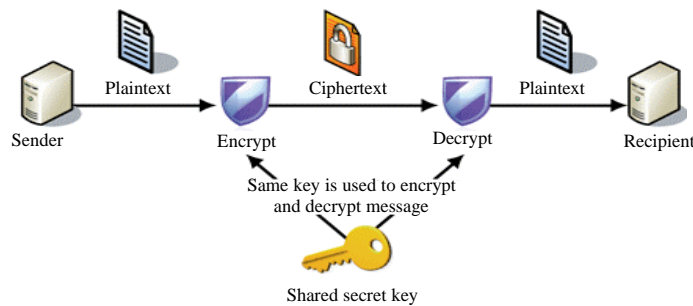 Plaintext
Ciphertext
Plaintext
Sender
Encrypt
Decrypt
Recipient
Same key is used to encrypt
and decrypt message
Shared secret key